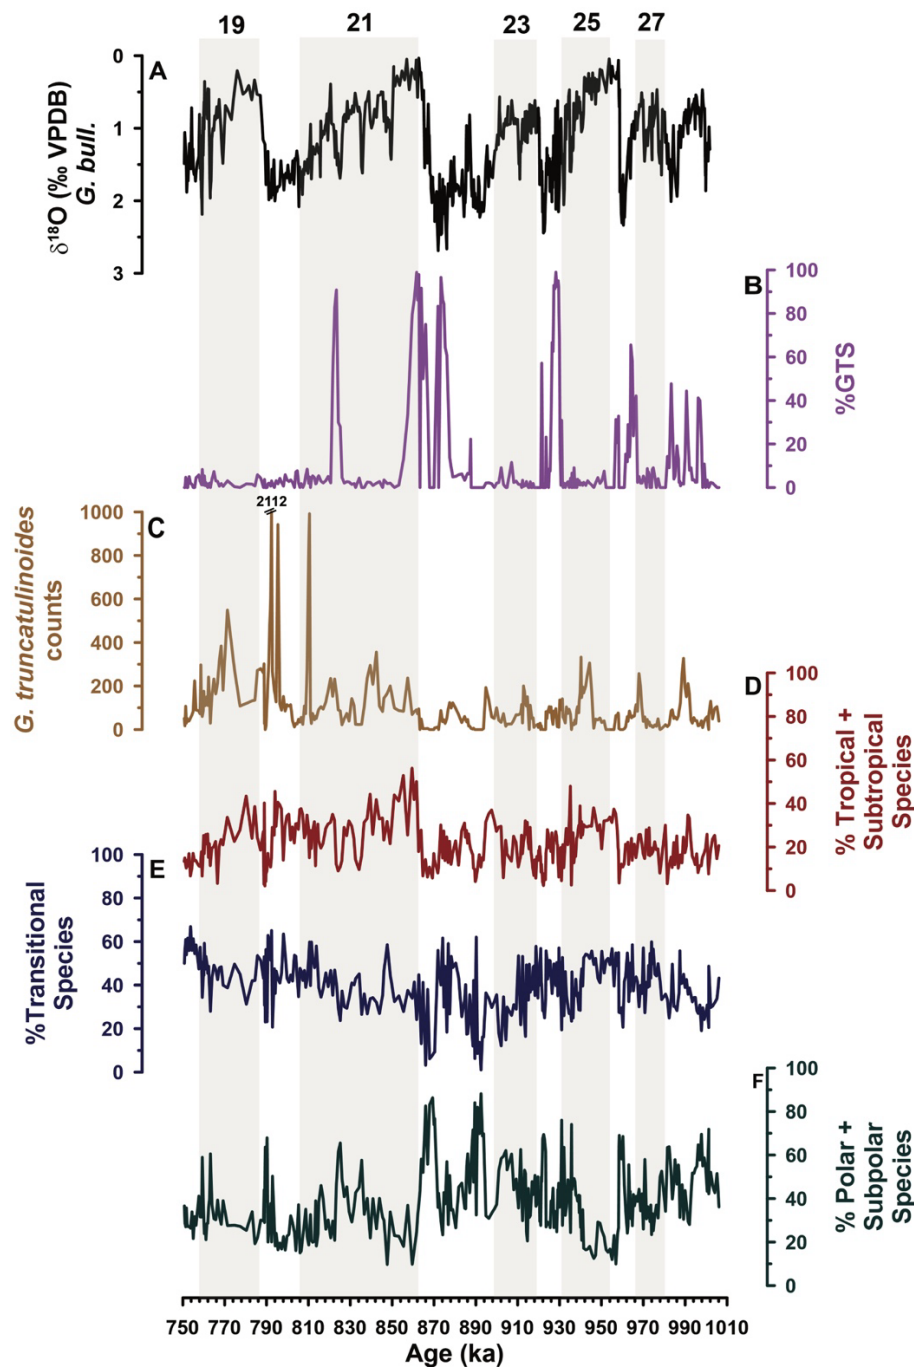 19 21 23 25 27
A
0
1
2
3
δ¹⁸O (‰ VPDB)
G. bull.
B
100
80
60
40
20
0
%GTS
C
2112
1000
800
600
400
200
0
G. truncatulinoides
counts
D
100
80
60
40
20
0
% Tropical +
Subtropical
Species
E
100
80
60
40
20
0
%Transitional
Species
F
100
80
60
40
20
0
% Polar +
Subpolar
Species
750 770 790 810 830 850 870 890 910 930 950 970 990 1010
Age (ka)